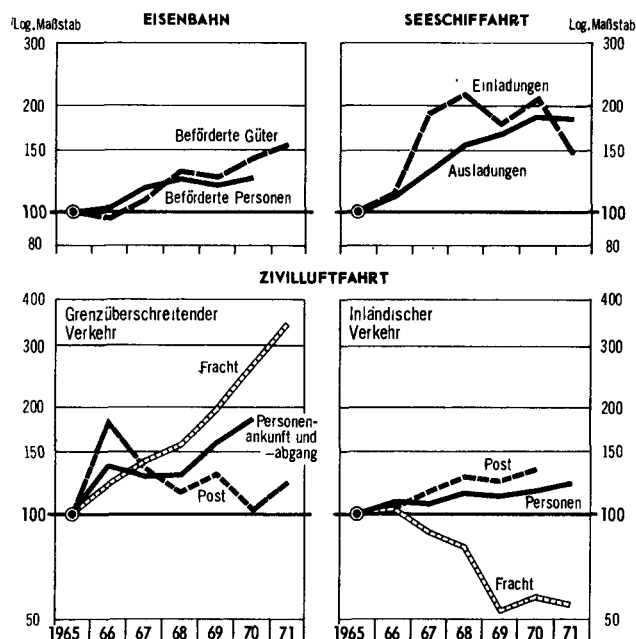 Log. Maßstab
EISENBAHN
SEESCHIFFAHRT
Log. Maßstab
300
200
150
100
80
Beförderte Güter
Beförderte Personen
Einladungen
Ausladungen
300
200
150
100
80
ZIVILLUFTFAHRT
400
300
200
150
100
50
Grenzüberschreitender
Verkehr
Fracht
Personen-
ankunft und
-abgang
Post
Inländischer
Verkehr
Post
Personen
Fracht
400
300
200
150
100
50
1965 66 67 68 69 70 71
1965 66 67 68 69 70 71